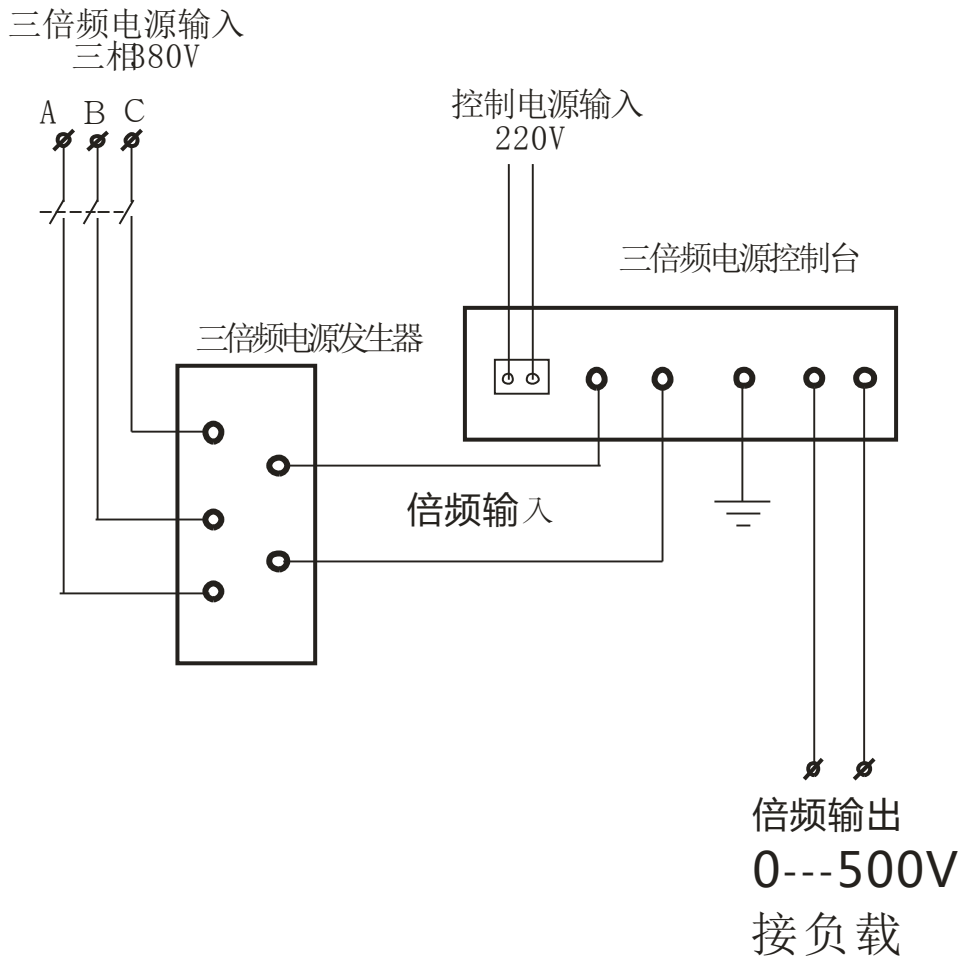 三倍频电源输入
三相380V
A B C
控制电源输入
220V
三倍频电源控制台
三倍频电源发生器
倍频输入
倍频输出
0---500V
接负载